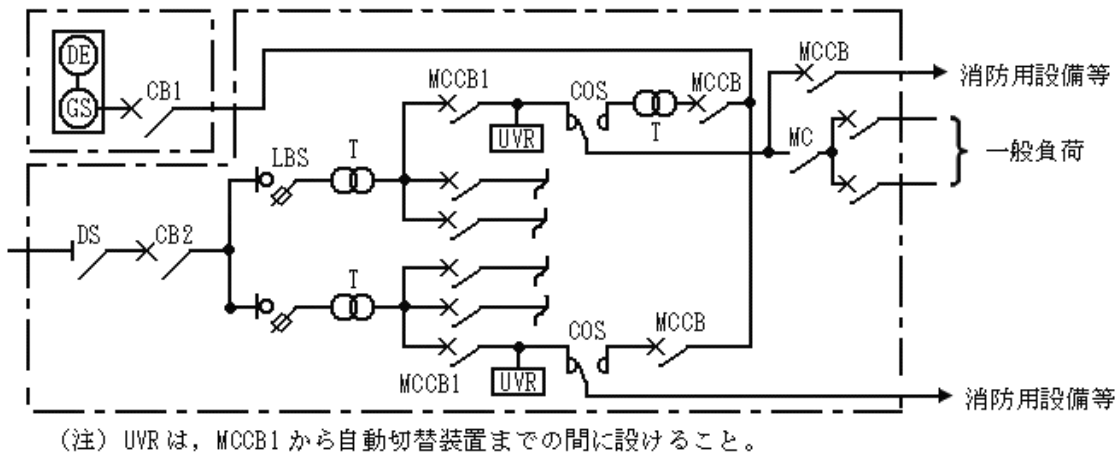 DE
GS
CB1
MCCB1
UVR
COS
T
MCCB
MCCB
消防用設備等
MC
一般負荷
LBS
T
DS
CB2
T
MCCB1
UVR
COS
MCCB
消防用設備等
(注) UVRは,MCCB1から自動切替装置までの間に設けること。